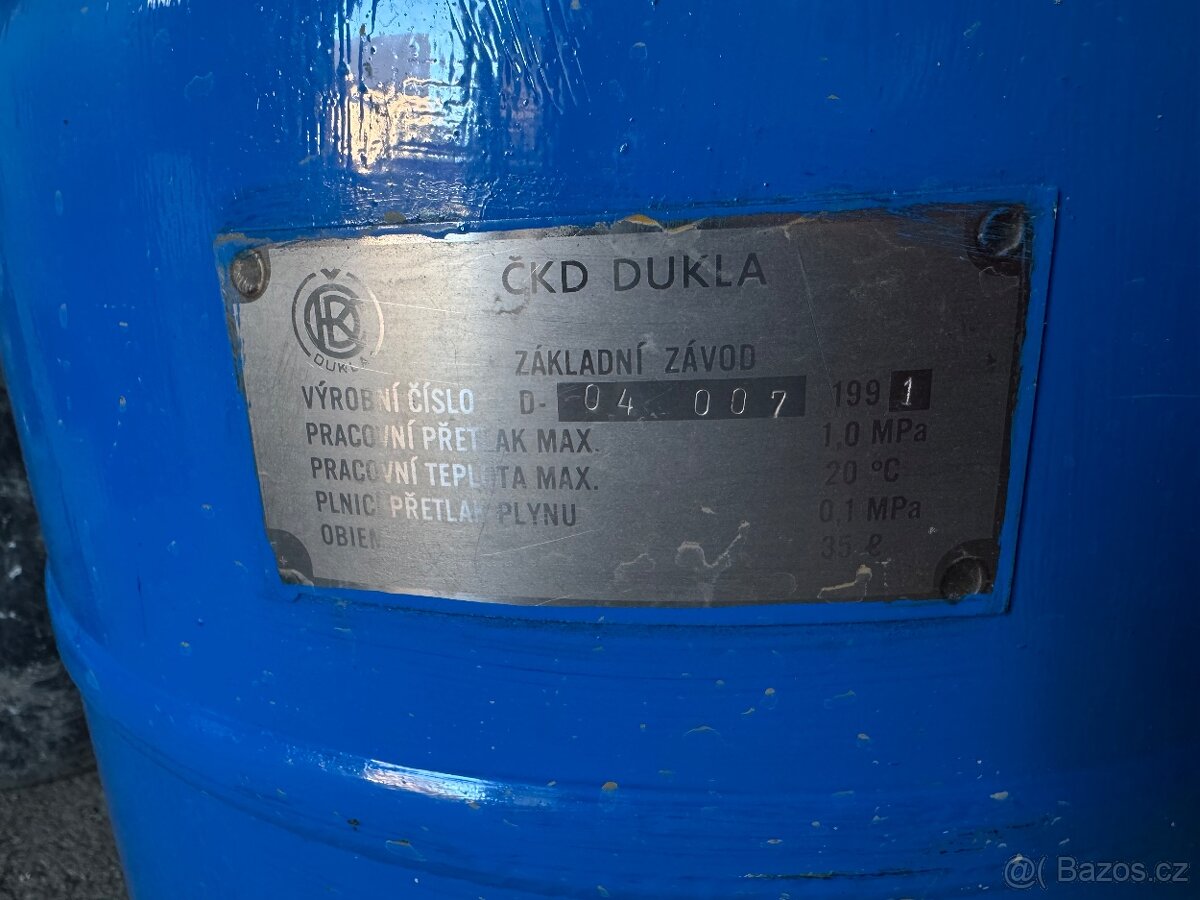 ČKD DUKLA
ČKD
DUKLA
ZÁKLADNÍ ZÁVOD
VÝROBNÍ ČÍSLO D- 04 007 1991
PRACOVNÍ PŘETLAK MAX. 1,0 MPa
PRACOVNÍ TEPLOTA MAX. 20 °C
PLNICÍ PŘETLAK PLYNU 0,1 MPa
OBJEM 35 ℓ
@( Bazos.cz